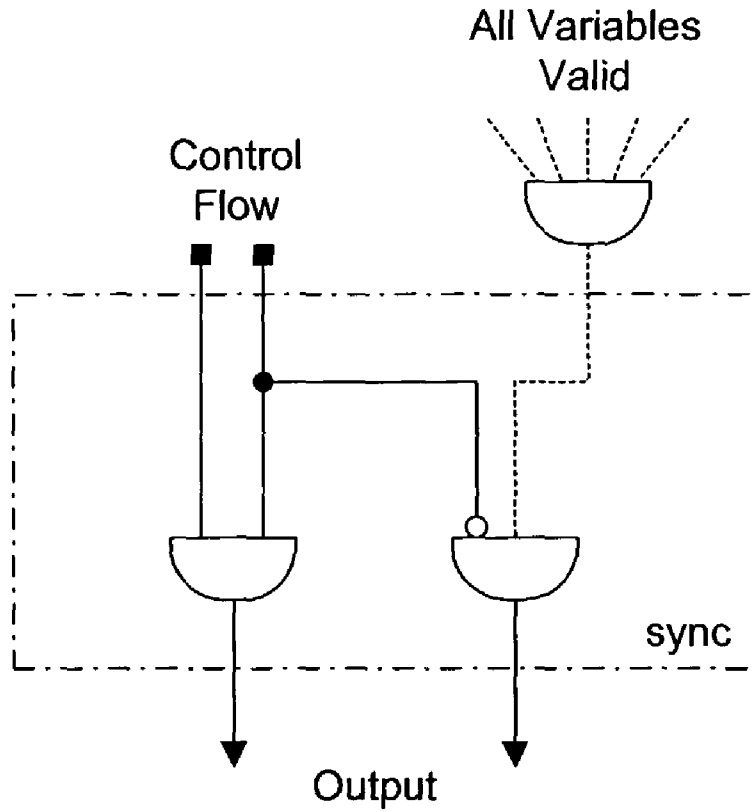 All Variables
Valid
Control
Flow
sync
Output